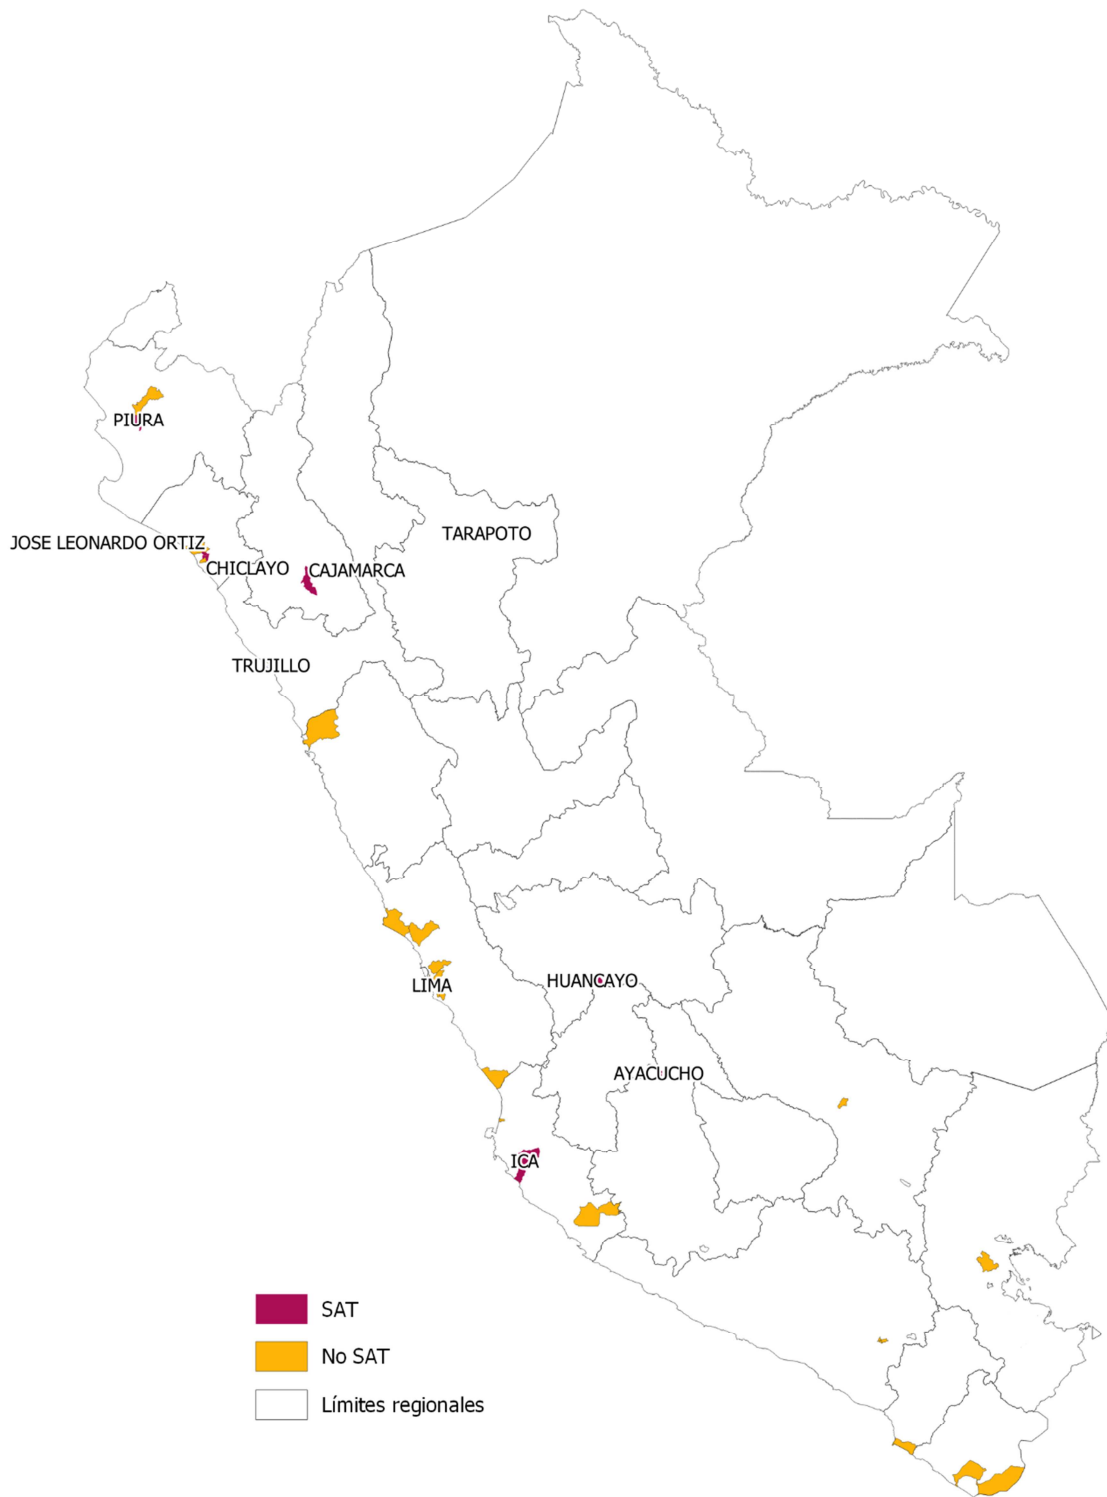 PIURA
TARAPOTO
JOSE LEONARDO ORTIZ
CHICLAYO
CAJAMARCA
TRUJILLO
LIMA
HUANCAYO
AYACUCHO
ICA
SAT
No SAT
Límites regionales